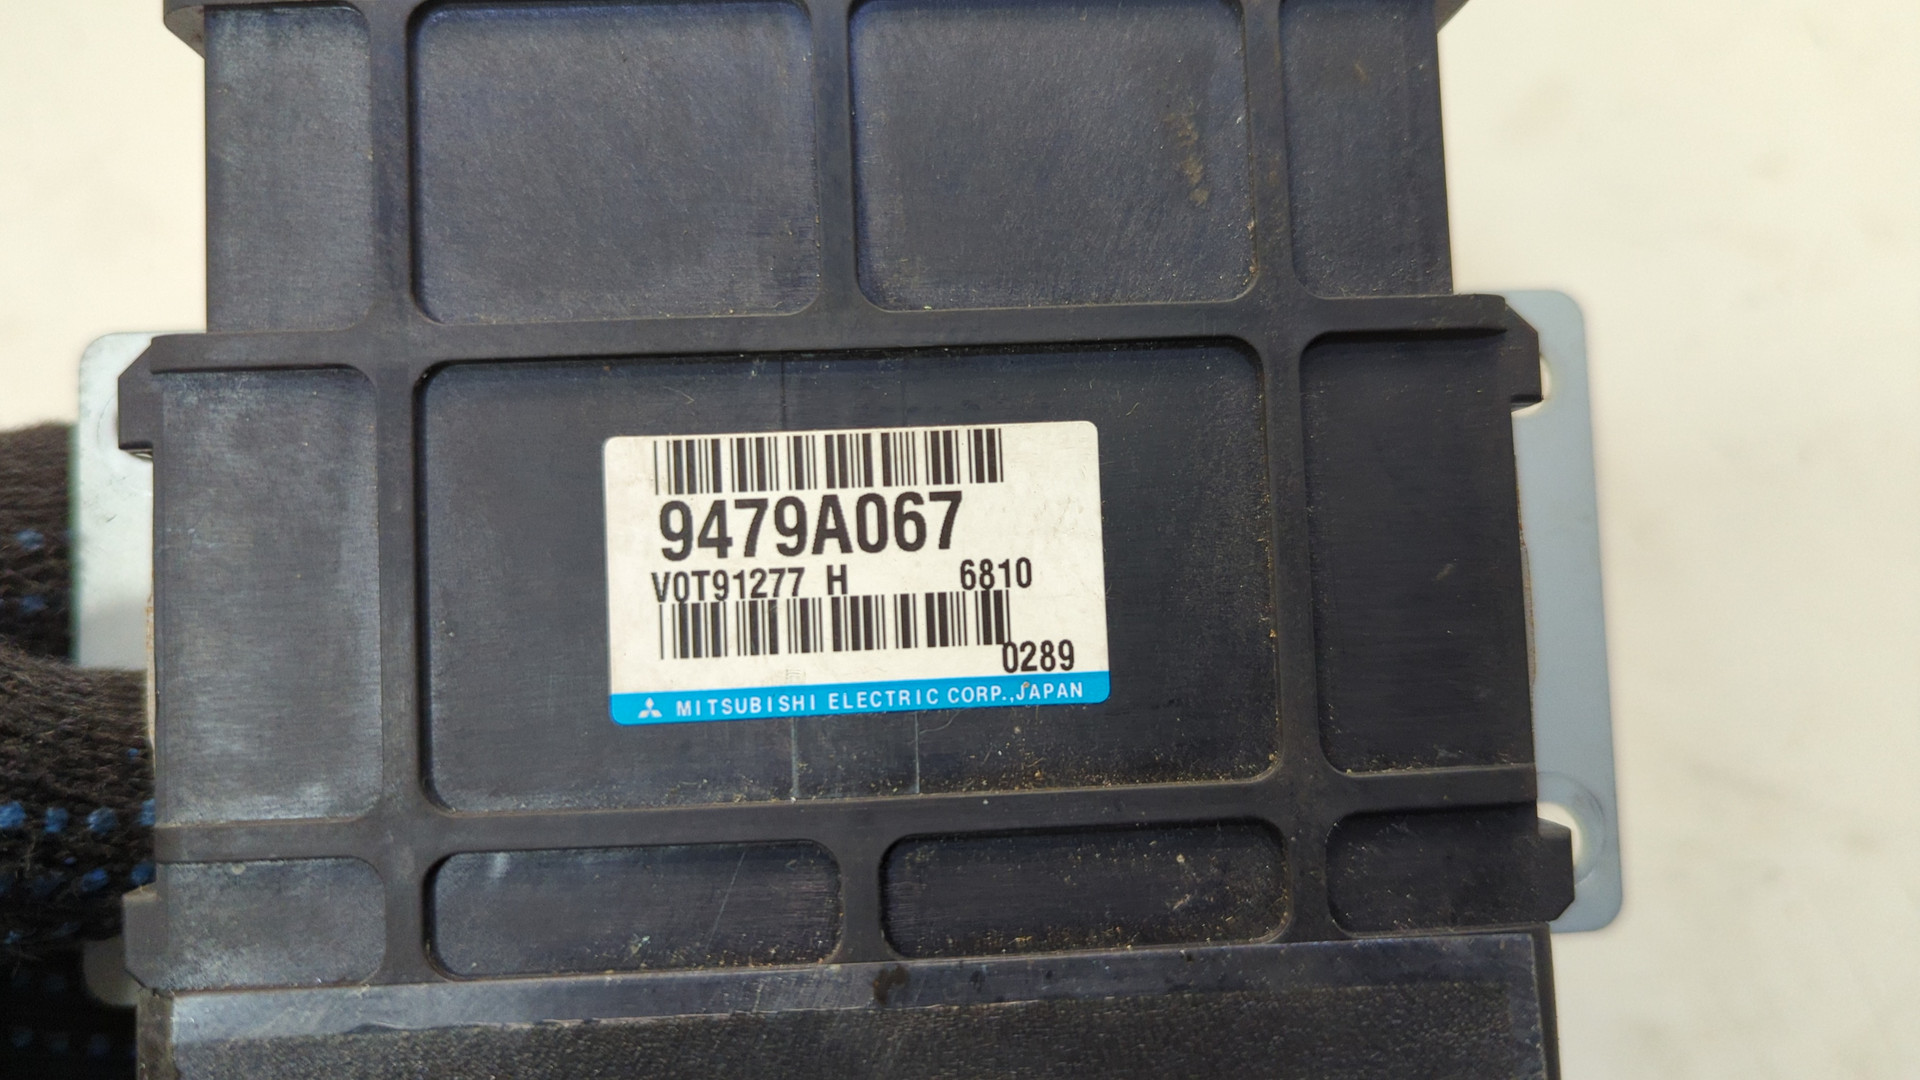 9479A067
V0T91277 H 6810
0289
MITSUBISHI ELECTRIC CORP.,JAPAN